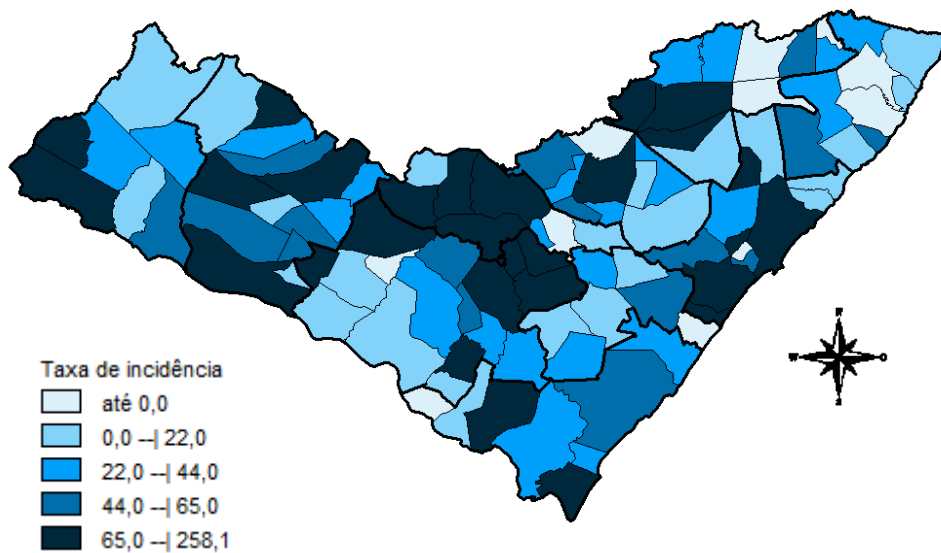 Taxa de incidência
até 0,0
0,0 --| 22,0
22,0 --| 44,0
44,0 --| 65,0
65,0 --| 258,1
W O
S